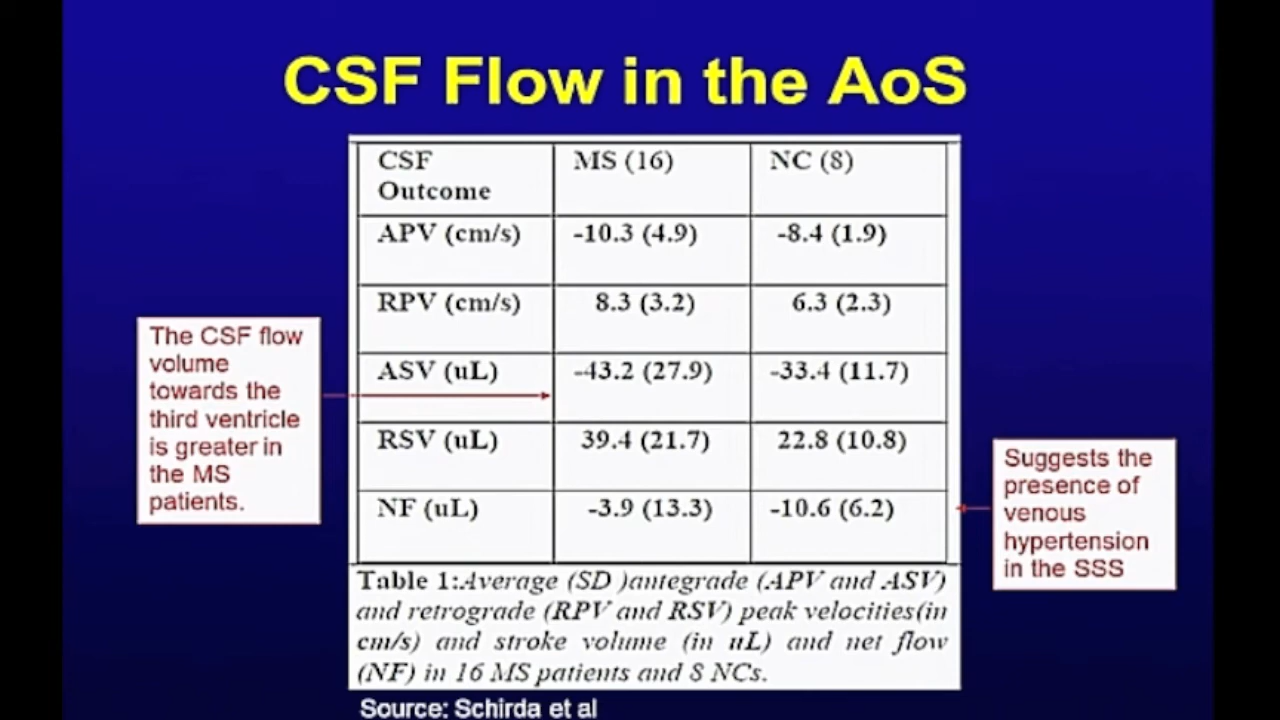 CSF Flow in the AoS
CSF Outcome MS (16) NC (8)
APV (cm/s) -10.3 (4.9) -8.4 (1.9)
RPV (cm/s) 8.3 (3.2) 6.3 (2.3)
ASV (uL) -43.2 (27.9) -33.4 (11.7)
RSV (uL) 39.4 (21.7) 22.8 (10.8)
NF (uL) -3.9 (13.3) -10.6 (6.2)
Table 1:Average (SD )antegrade (APV and ASV)
and retrograde (RPV and RSV) peak velocities(in
cm/s) and stroke volume (in uL) and net flow
(NF) in 16 MS patients and 8 NCs.
The CSF flow
volume
towards the
third ventricle
is greater in
the MS
patients.
Suggests the
presence of
venous
hypertension
in the SSS
Source: Schirda et al